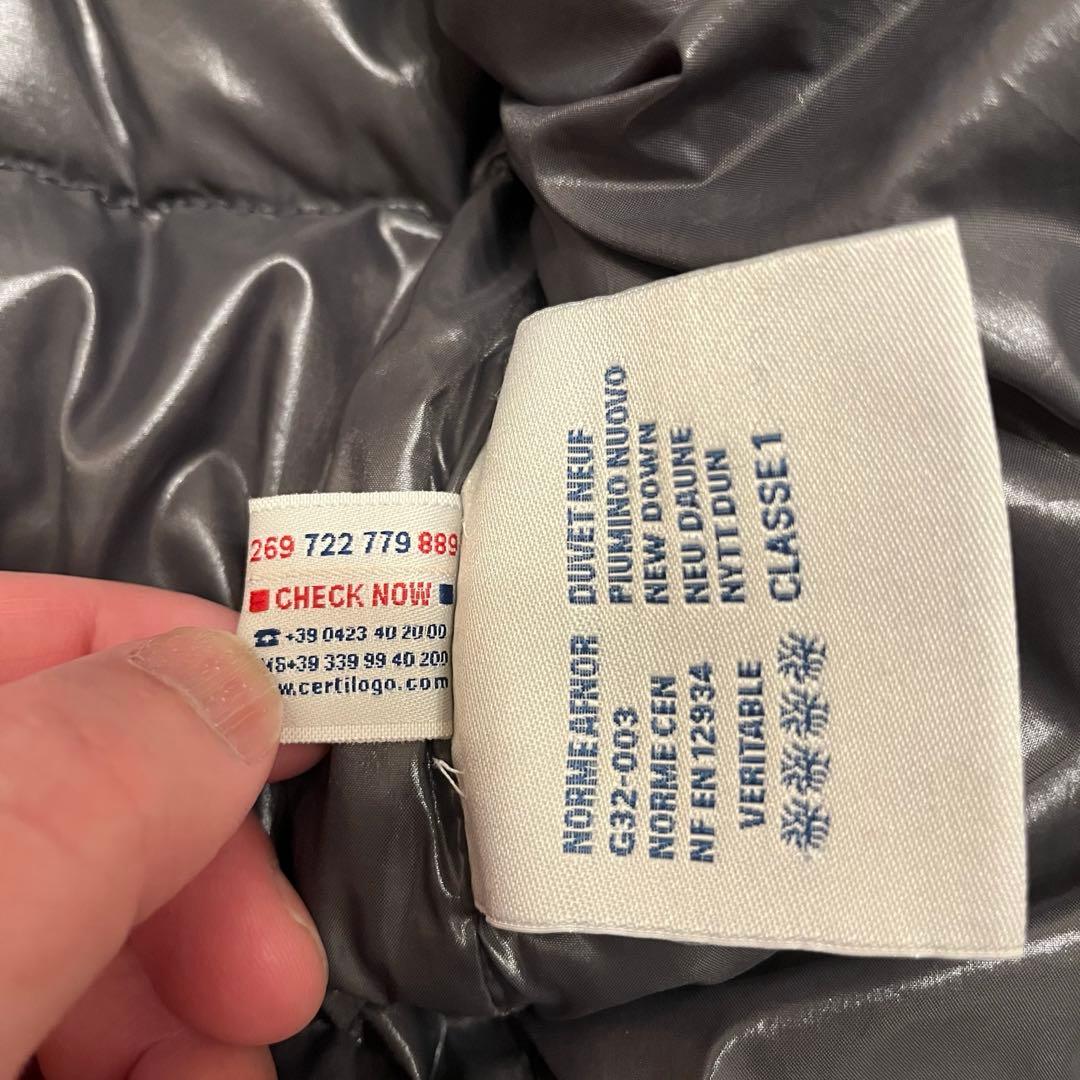 269 722 779 889
CHECK NOW
+39 0423 40 20 00
+39 339 99 40 200
w.certilogo.com
NORME AFNOR
G32-003
NORME CEN
NF EN 12934
VERITABLE
DUVET NEUF
PIUMINO NUOVO
NEW DOWN
NEU DAUNE
NYTT DUN
CLASSE 1